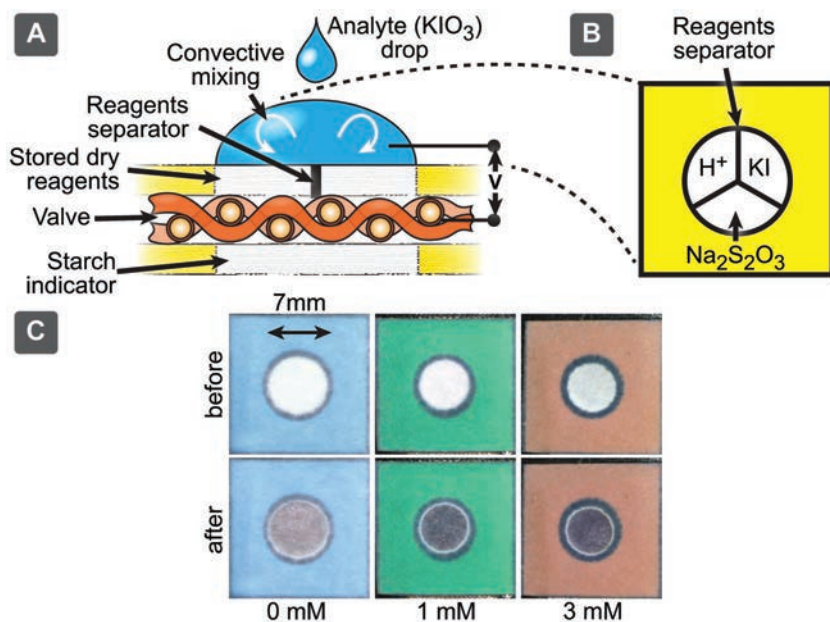 A
Analyte (KIO₃)
drop
Convective
mixing
Reagents
separator
Stored dry
reagents
Valve
Starch
indicator
V
B
Reagents
separator
H⁺
KI
Na₂S₂O₃
C
7mm
before
after
0 mM
1 mM
3 mM